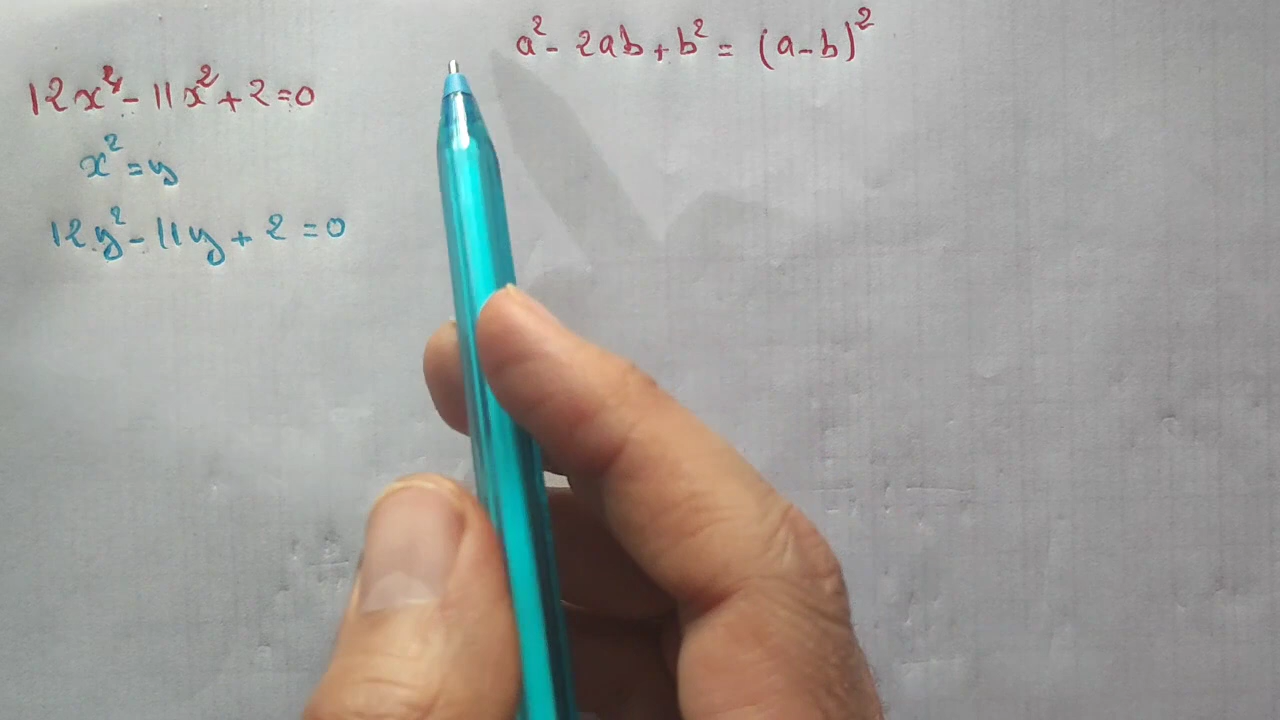 a² - 2ab + b² = (a-b)²
12x⁴ - 11x² + 2 = 0
x² = y
12y² - 11y + 2 = 0